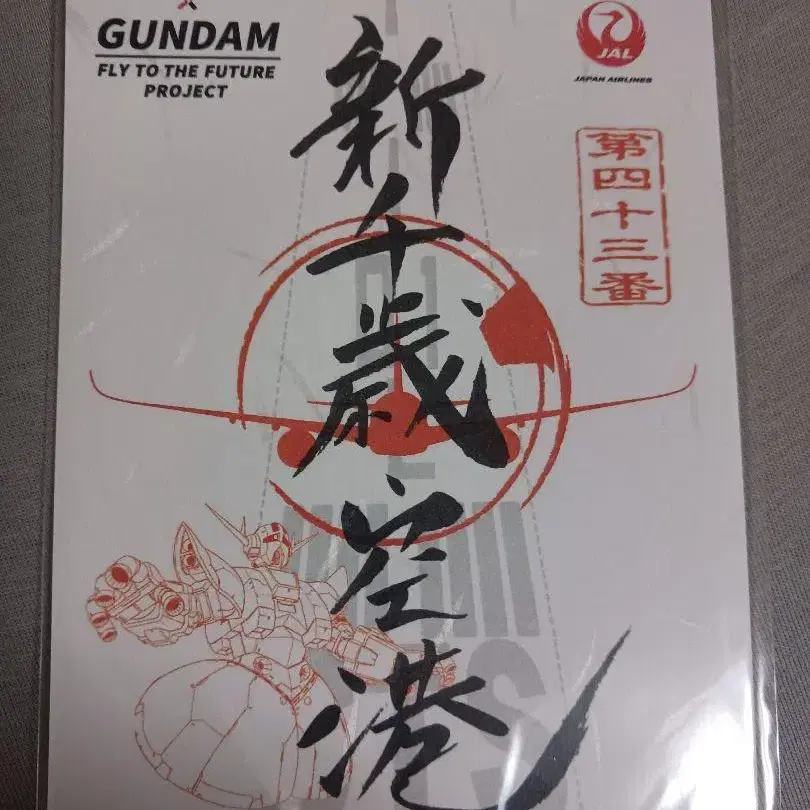 GUNDAM
FLY TO THE FUTURE
PROJECT
JAL
JAPAN AIRLINES
第四十三番
新千歳空港